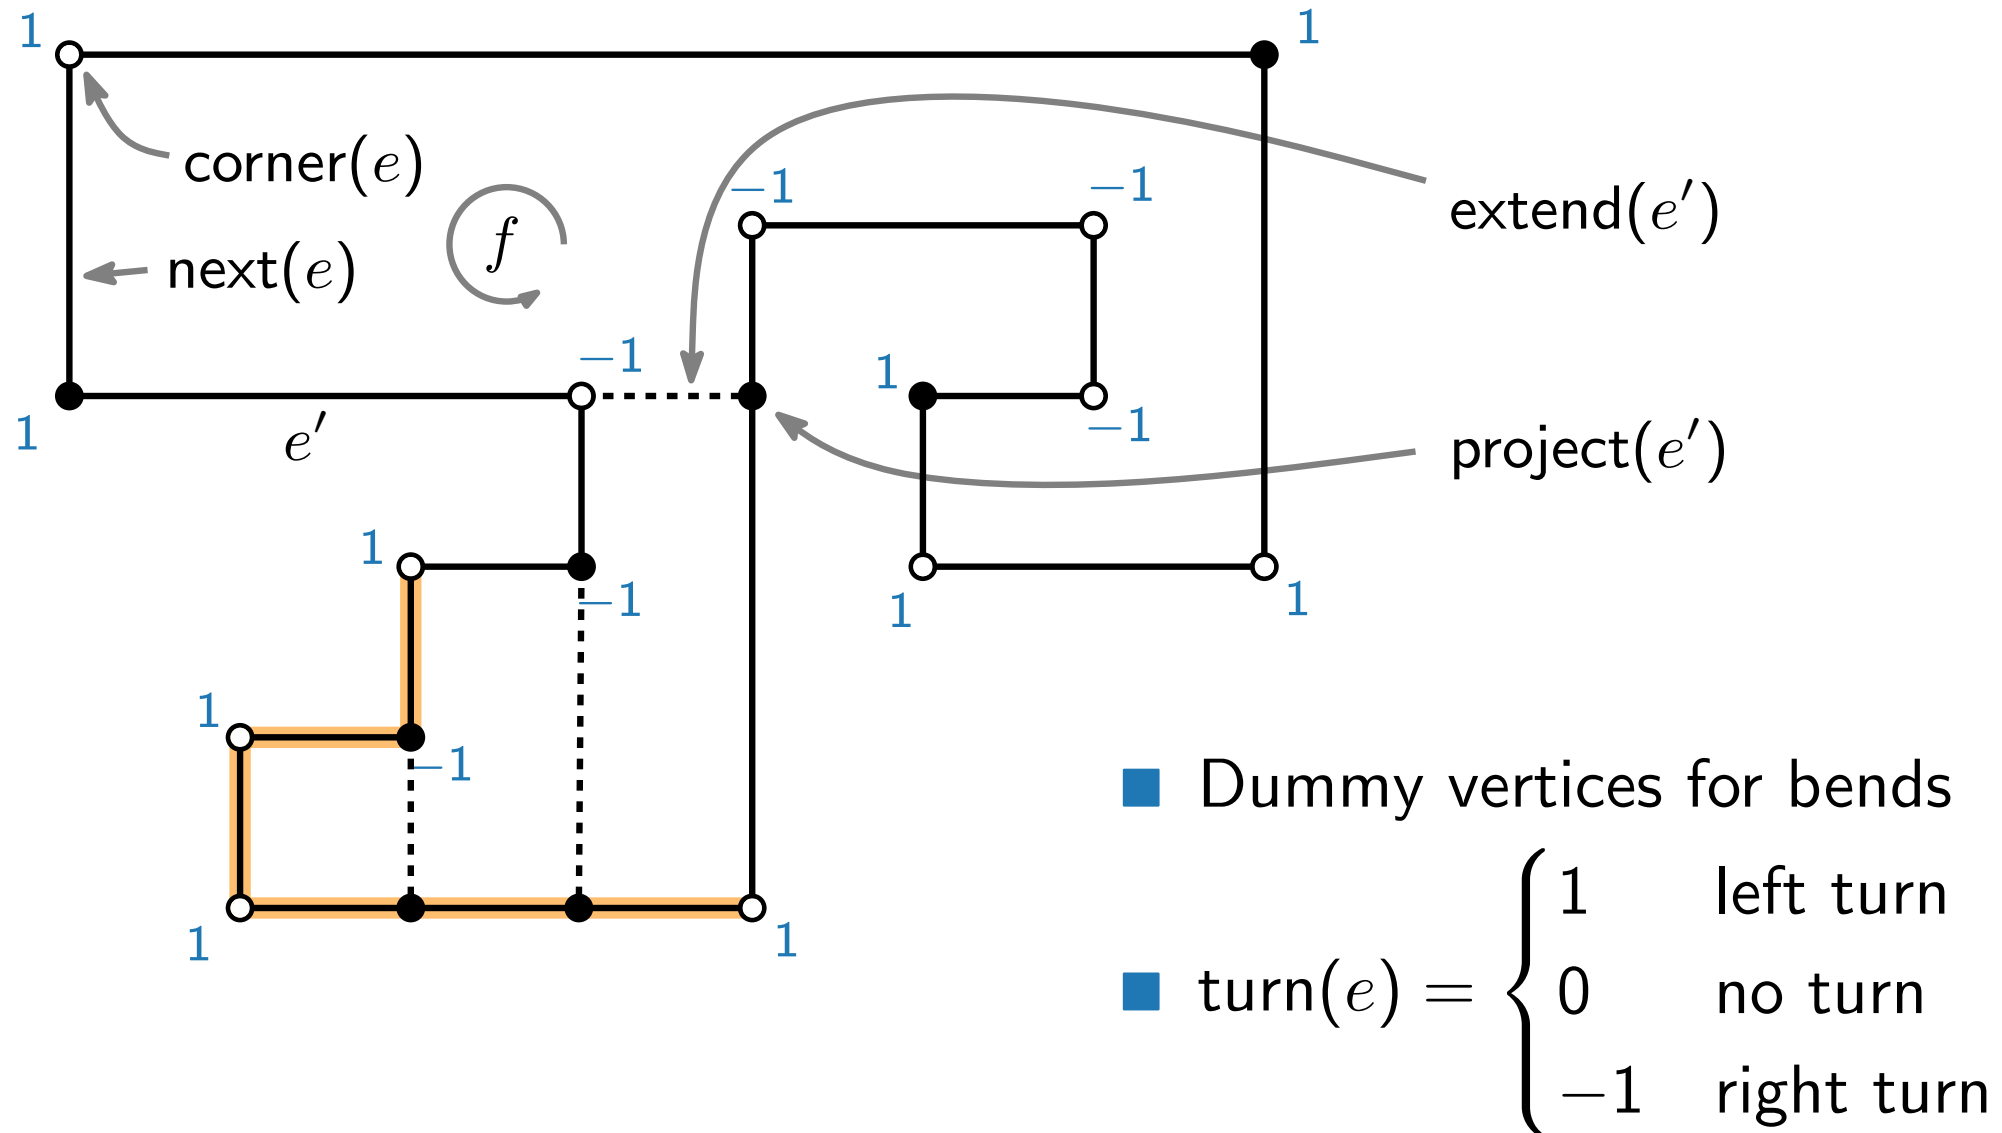 1
1
corner(e)
−1
−1
extend(e′)
f
next(e)
−1
1
1
e′
−1
project(e′)
1
−1
1
1
1
−1
Dummy vertices for bends
1
1
turn(e) = { 1 left turn
0 no turn
−1 right turn